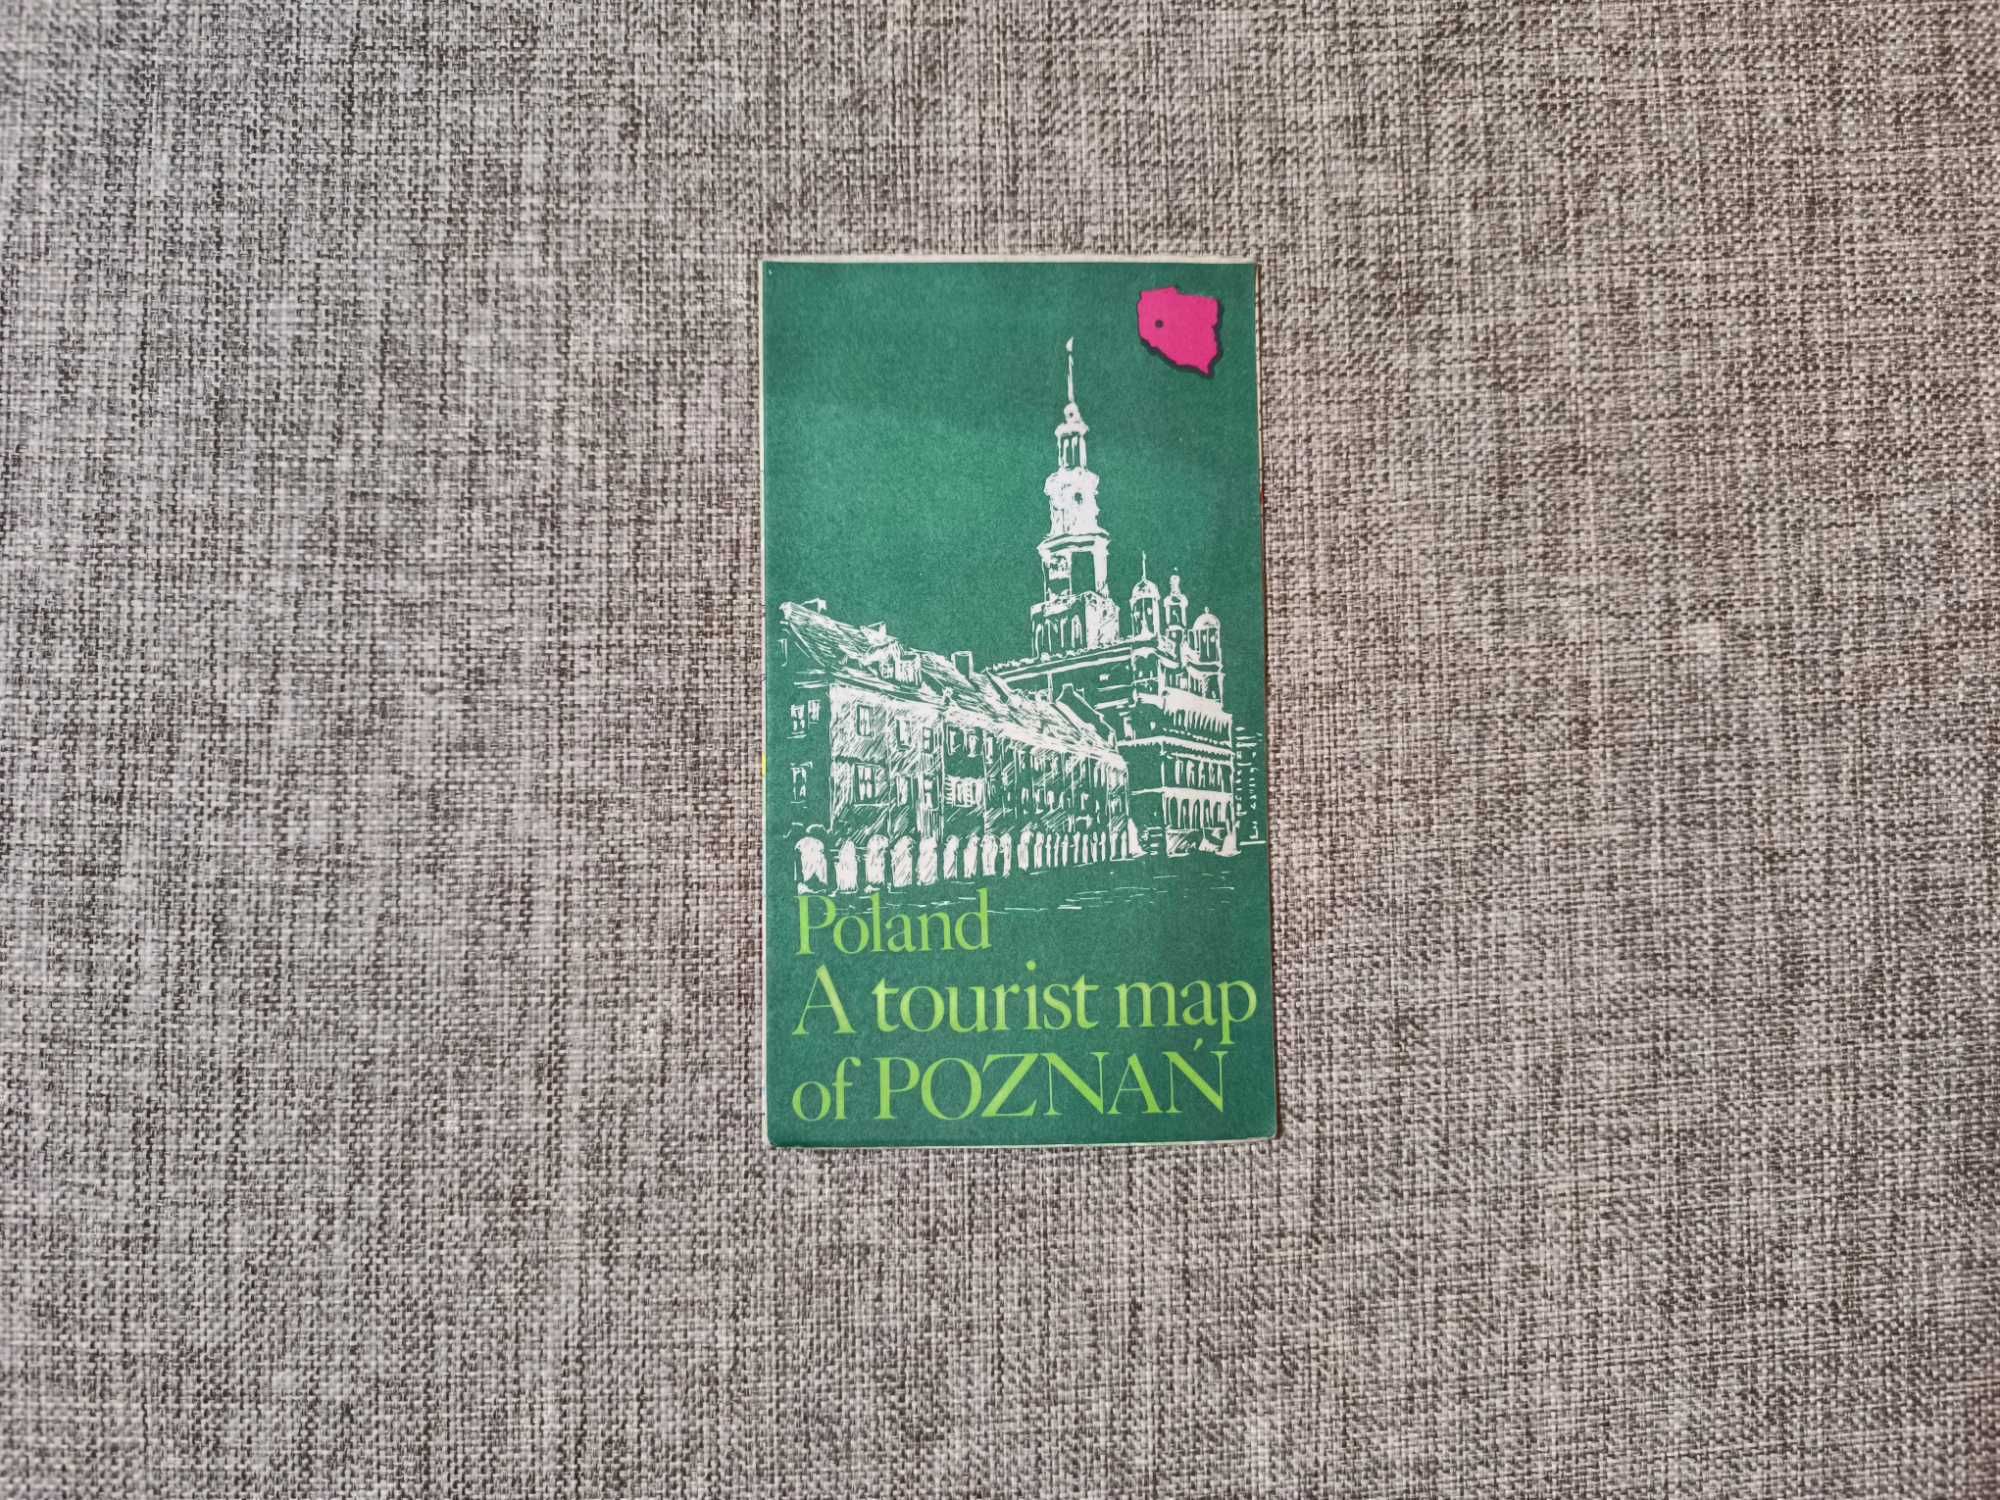 Poland
A tourist map
of POZNAŃ